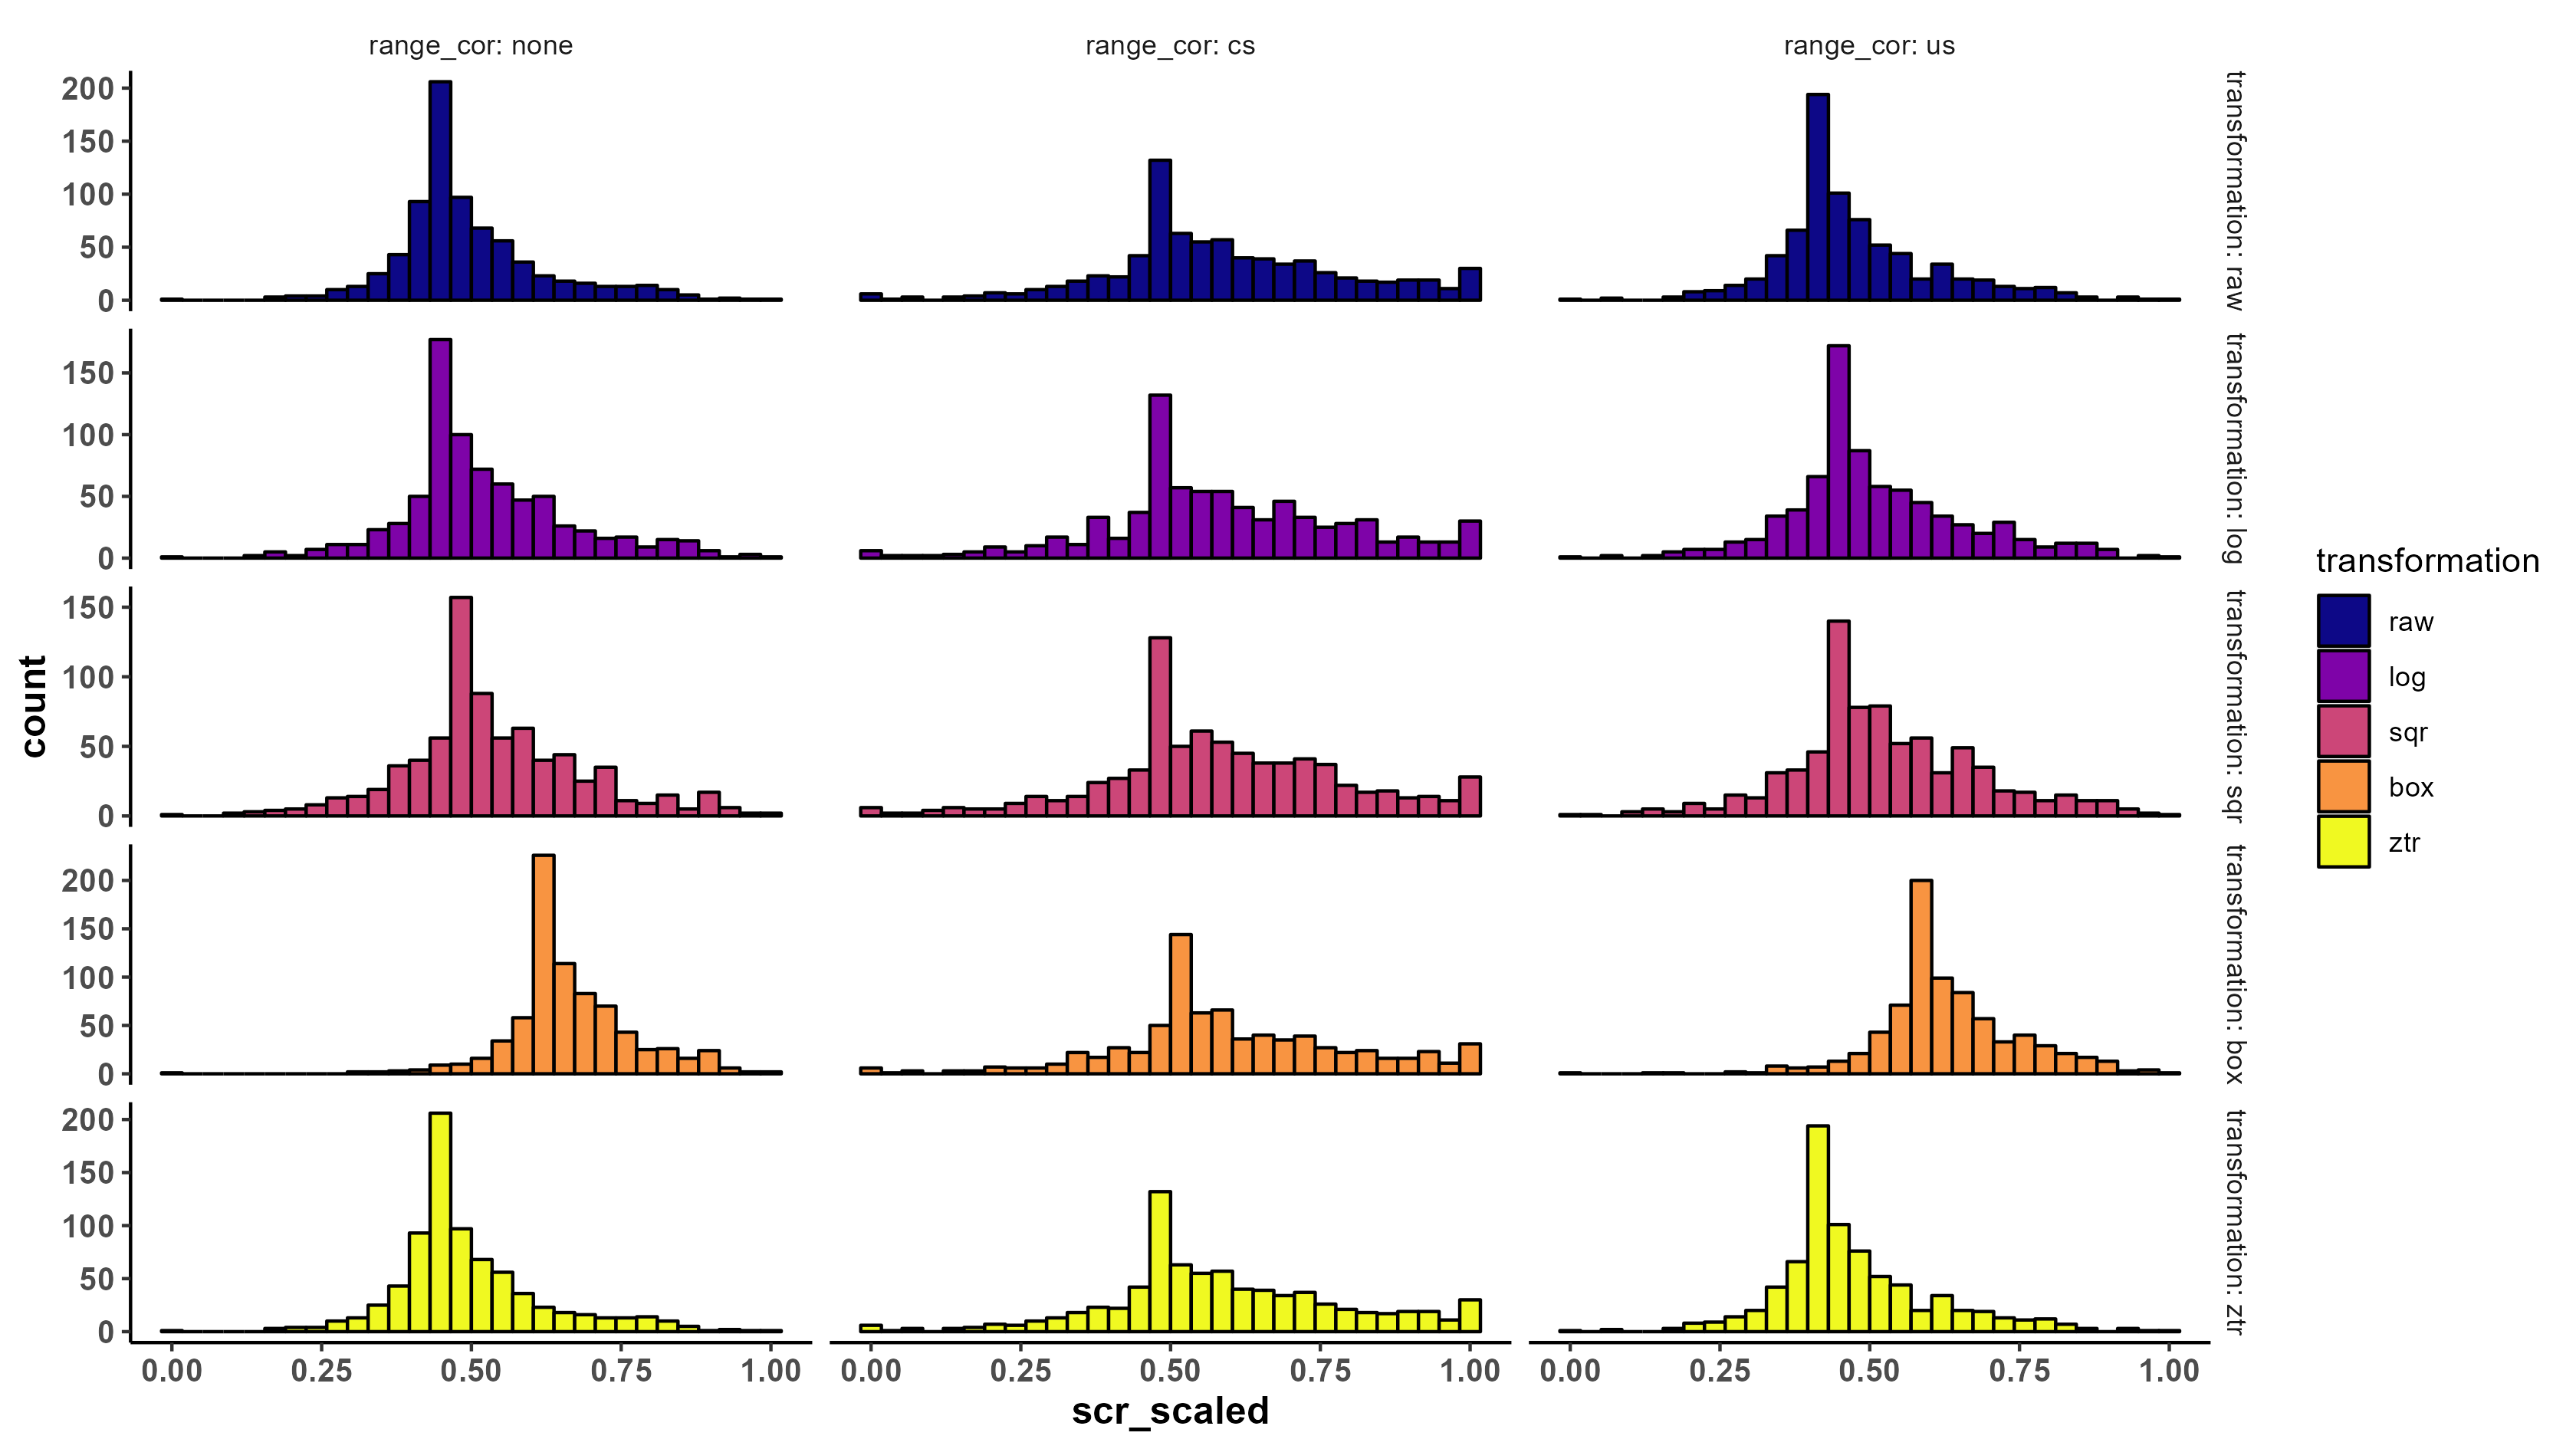 range_cor: none
range_cor: cs
range_cor: us
200
150
100
50
0
transformation: raw
150
100
50
0
transformation: log
150
100
50
0
transformation: sqr
200
150
100
50
0
transformation: box
200
150
100
50
0
transformation: ztr
count
0.00 0.25 0.50 0.75 1.00
0.00 0.25 0.50 0.75 1.00
0.00 0.25 0.50 0.75 1.00
scr_scaled
transformation
raw
log
sqr
box
ztr